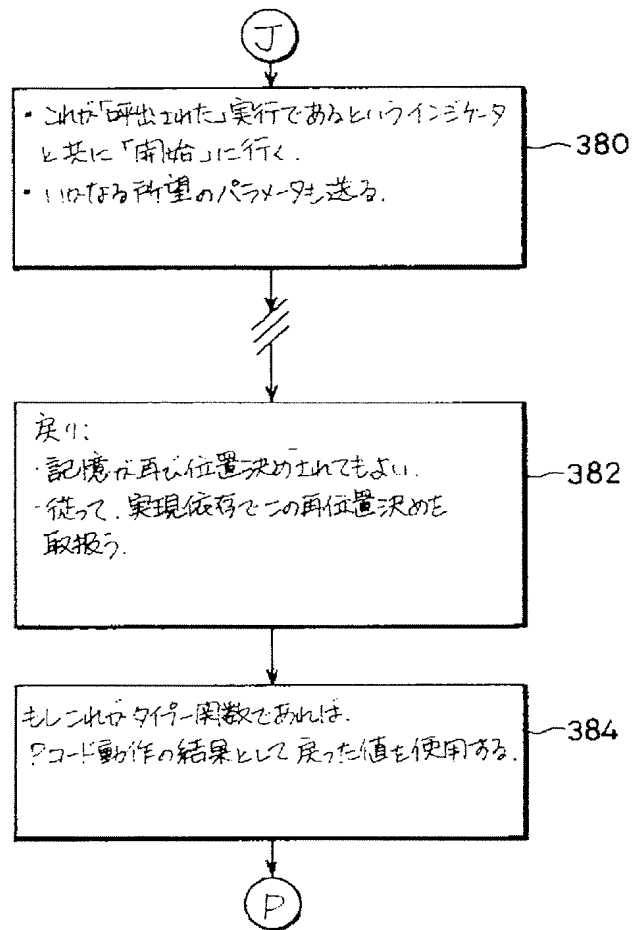 J
・これが「呼出された」実行であるというインジケータ
と共に「開始」に行く.
・いかなる所望のパラメータも送る.
380
戻り:
・記憶が再び位置決めされてもよい.
・従って、実現依存でこの再位置決めを
取扱う.
382
もしこれがタイプー関数であれば.
Pコード動作の結果として戻った値を使用する.
384
P